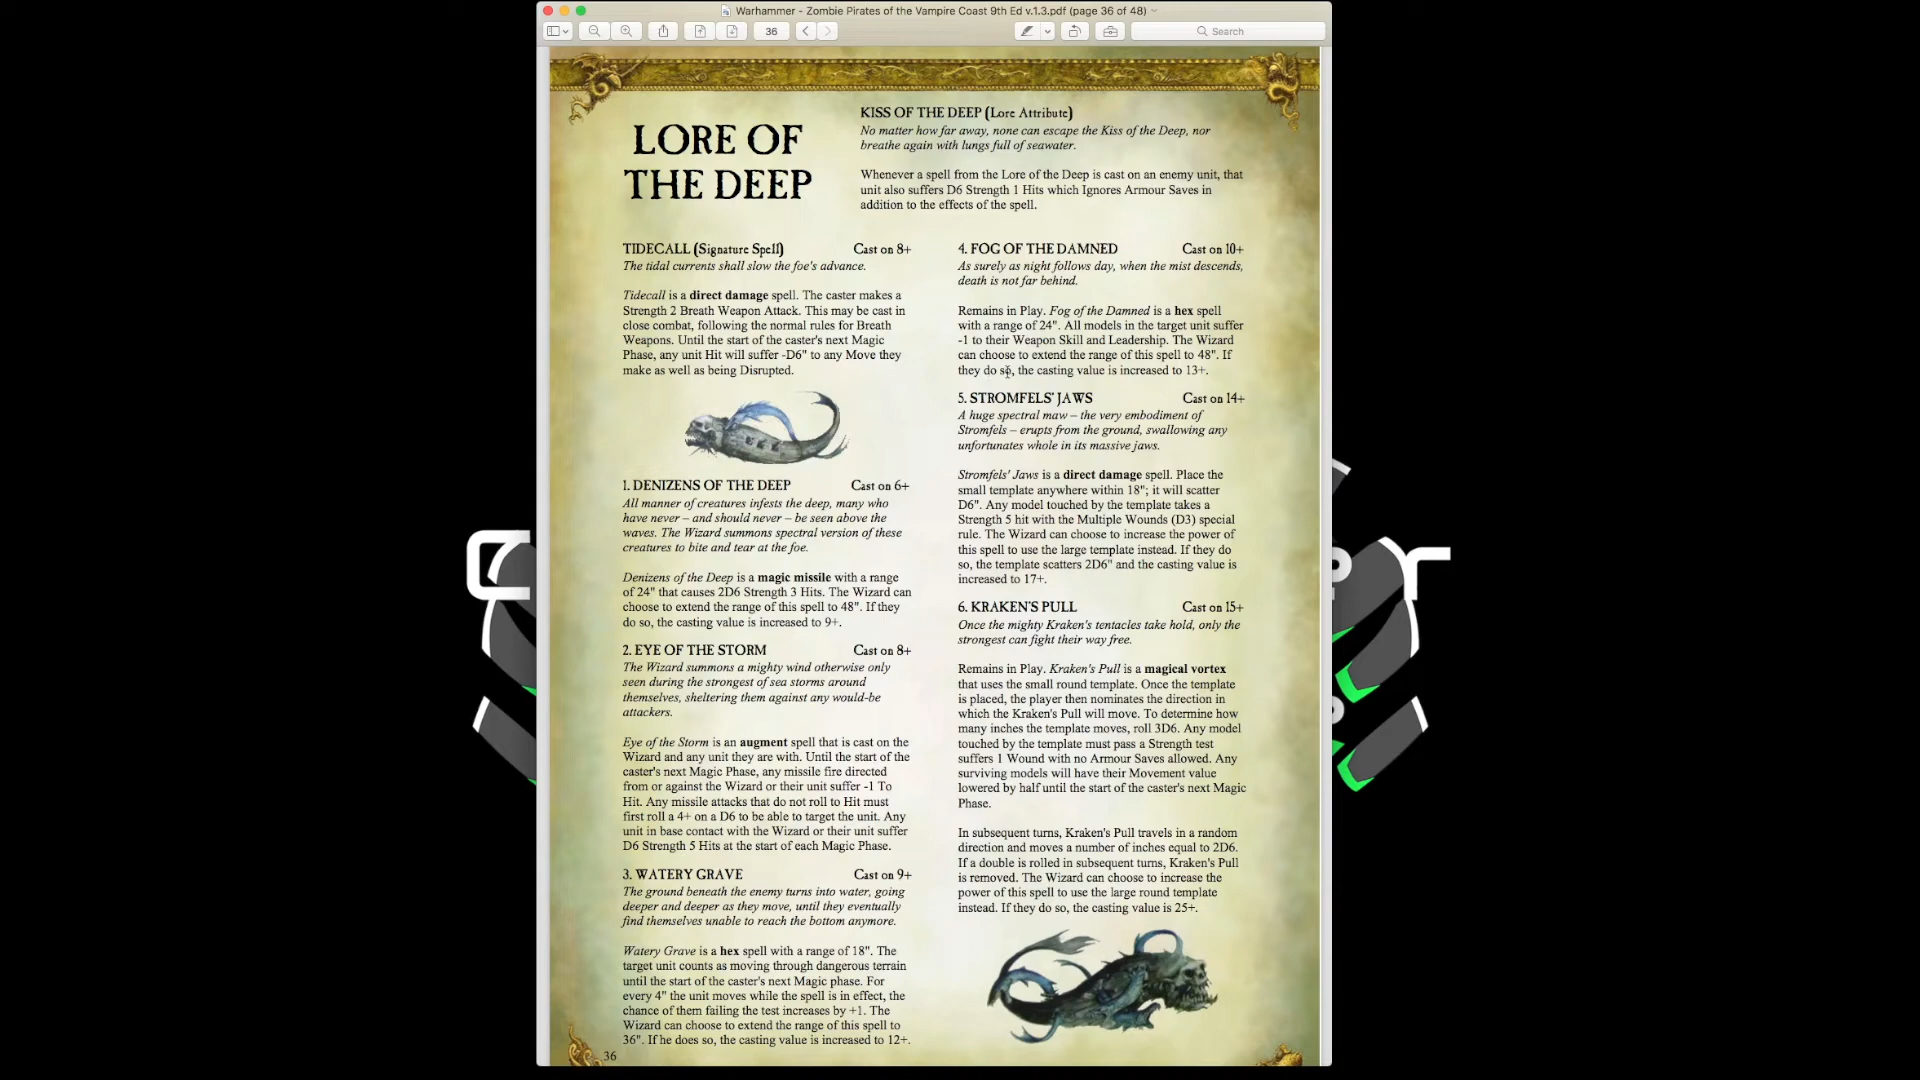 Warhammer - Zombie Pirates of the Vampire Coast 9th Ed v.1.3.pdf (page 36 of 48)
36
Search
LORE OF
THE DEEP
KISS OF THE DEEP (Lore Attribute)
No matter how far away, none can escape the Kiss of the Deep, nor
breathe again with lungs full of seawater.
Whenever a spell from the Lore of the Deep is cast on an enemy unit, that
unit also suffers D6 Strength 1 Hits which Ignores Armour Saves in
addition to the effects of the spell.
TIDECALL (Signature Spell) Cast on 8+
The tidal currents shall slow the foe's advance.
Tidecall is a direct damage spell. The caster makes a
Strength 2 Breath Weapon Attack. This may be cast in
close combat, following the normal rules for Breath
Weapons. Until the start of the caster's next Magic
Phase, any unit Hit will suffer -D6" to any Move they
make as well as being Disrupted.
1. DENIZENS OF THE DEEP Cast on 6+
All manner of creatures infests the deep, many who
have never – and should never – be seen above the
waves. The Wizard summons spectral version of these
creatures to bite and tear at the foe.
Denizens of the Deep is a magic missile with a range
of 24" that causes 2D6 Strength 3 Hits. The Wizard can
choose to extend the range of this spell to 48". If they
do so, the casting value is increased to 9+.
2. EYE OF THE STORM Cast on 8+
The Wizard summons a mighty wind otherwise only
seen during the strongest of sea storms around
themselves, sheltering them against any would-be
attackers.
Eye of the Storm is an augment spell that is cast on the
Wizard and any unit they are with. Until the start of the
caster's next Magic Phase, any missile fire directed
from or against the Wizard or their unit suffer -1 To
Hit. Any missile attacks that do not roll to Hit must
first roll a 4+ on a D6 to be able to target the unit. Any
unit in base contact with the Wizard or their unit suffer
D6 Strength 5 Hits at the start of each Magic Phase.
3. WATERY GRAVE Cast on 9+
The ground beneath the enemy turns into water, going
deeper and deeper as they move, until they eventually
find themselves unable to reach the bottom anymore.
Watery Grave is a hex spell with a range of 18". The
target unit counts as moving through dangerous terrain
until the start of the caster's next Magic phase. For
every 4" the unit moves while the spell is in effect, the
chance of them failing the test increases by +1. The
Wizard can choose to extend the range of this spell to
36". If he does so, the casting value is increased to 12+.
4. FOG OF THE DAMNED Cast on 10+
As surely as night follows day, when the mist descends,
death is not far behind.
Remains in Play. Fog of the Damned is a hex spell
with a range of 24". All models in the target unit suffer
-1 to their Weapon Skill and Leadership. The Wizard
can choose to extend the range of this spell to 48". If
they do so, the casting value is increased to 13+.
5. STROMFELS' JAWS Cast on 14+
A huge spectral maw – the very embodiment of
Stromfels – erupts from the ground, swallowing any
unfortunates whole in its massive jaws.
Stromfels' Jaws is a direct damage spell. Place the
small template anywhere within 18"; it will scatter
D6". Any model touched by the template takes a
Strength 5 hit with the Multiple Wounds (D3) special
rule. The Wizard can choose to increase the power of
this spell to use the large template instead. If they do
so, the template scatters 2D6" and the casting value is
increased to 17+.
6. KRAKEN'S PULL Cast on 15+
Once the mighty Kraken's tentacles take hold, only the
strongest can fight their way free.
Remains in Play. Kraken's Pull is a magical vortex
that uses the small round template. Once the template
is placed, the player then nominates the direction in
which the Kraken's Pull will move. To determine how
many inches the template moves, roll 3D6. Any model
touched by the template must pass a Strength test
suffers 1 Wound with no Armour Saves allowed. Any
surviving models will have their Movement value
lowered by half until the start of the caster's next Magic
Phase.
In subsequent turns, Kraken's Pull travels in a random
direction and moves a number of inches equal to 2D6.
If a double is rolled in subsequent turns, Kraken's Pull
is removed. The Wizard can choose to increase the
power of this spell to use the large round template
instead. If they do so, the casting value is 25+.
36